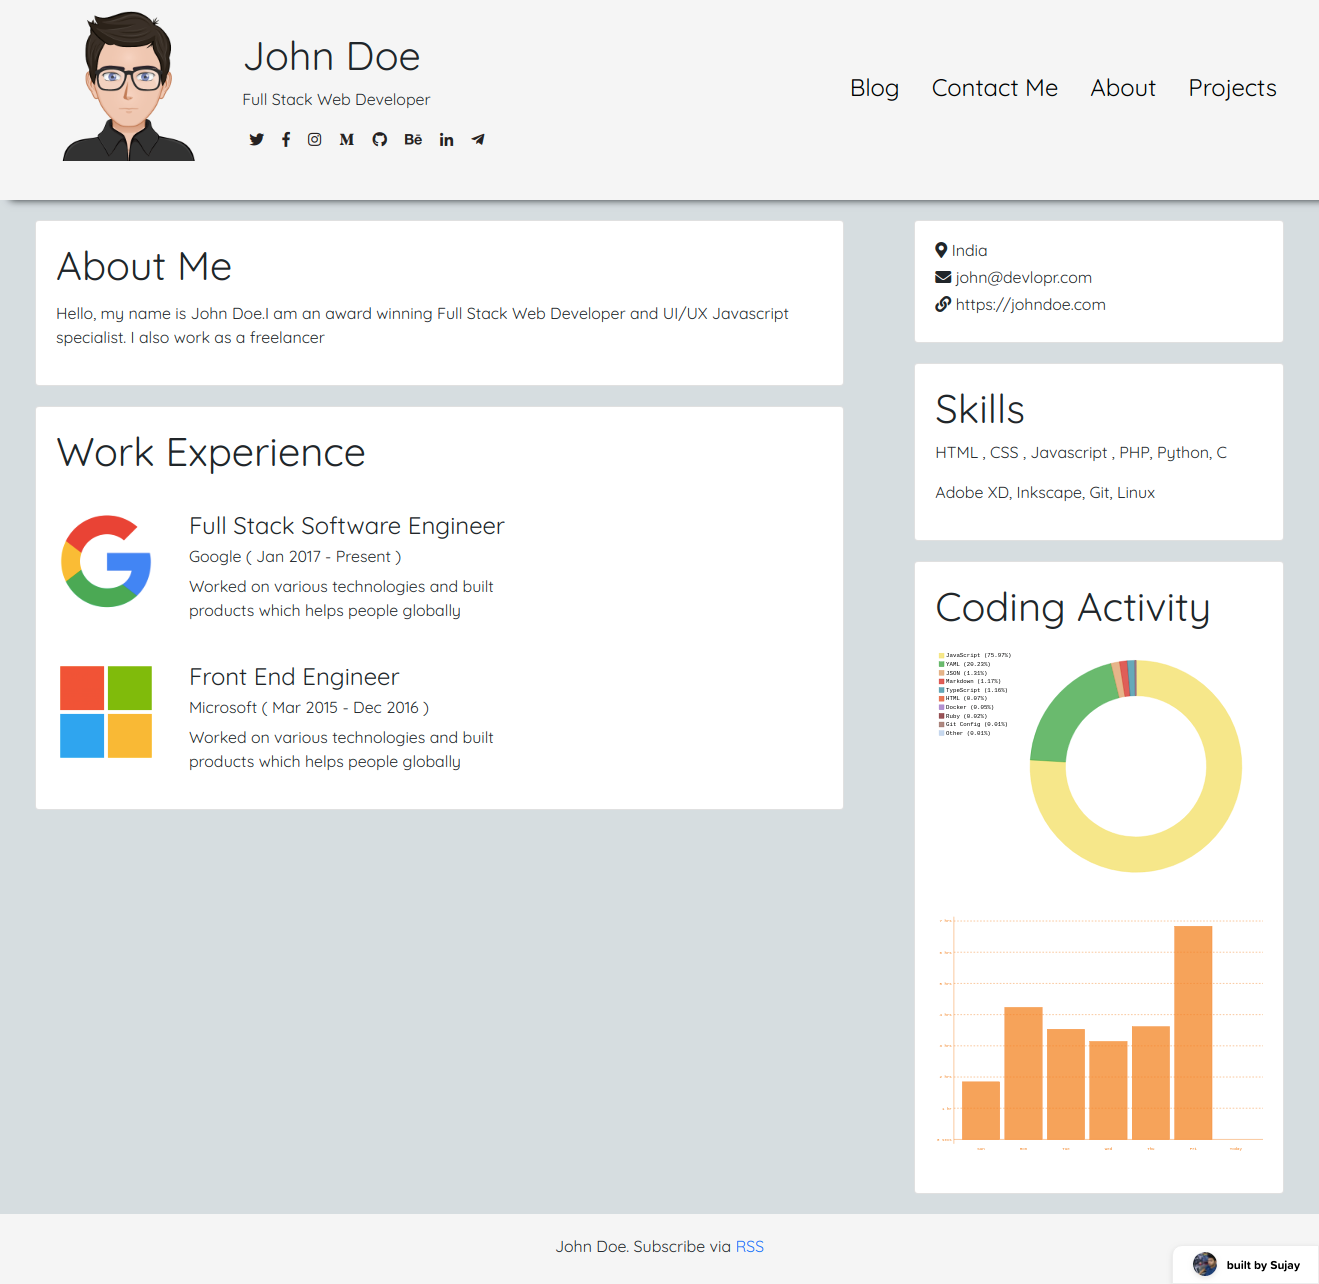 John Doe
Full Stack Web Developer
Blog Contact Me About Projects
About Me
Hello, my name is John Doe.I am an award winning Full Stack Web Developer and UI/UX Javascript
specialist. I also work as a freelancer
Work Experience
Full Stack Software Engineer
Google ( Jan 2017 - Present )
Worked on various technologies and built
products which helps people globally
Front End Engineer
Microsoft ( Mar 2015 - Dec 2016 )
Worked on various technologies and built
products which helps people globally
India
john@devlopr.com
https://johndoe.com
Skills
HTML , CSS , Javascript , PHP, Python, C
Adobe XD, Inkscape, Git, Linux
Coding Activity
JavaScript (75.97%)
YAML (20.23%)
JSON (1.31%)
Markdown (1.17%)
TypeScript (1.16%)
HTML (0.07%)
Docker (0.05%)
Ruby (0.02%)
Git Config (0.01%)
Other (0.01%)
John Doe. Subscribe via RSS
built by Sujay